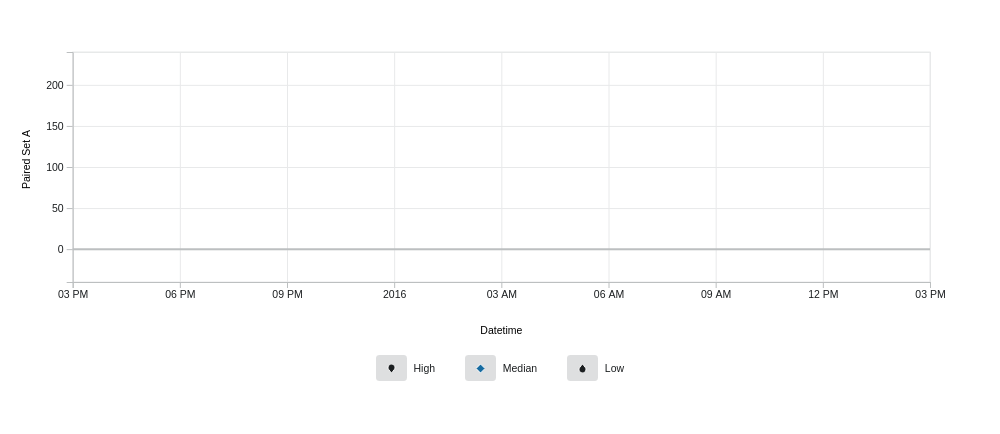 200
150
100
50
0
Paired Set A
03 PM 06 PM 09 PM 2016 03 AM 06 AM 09 AM 12 PM 03 PM
Datetime
High Median Low